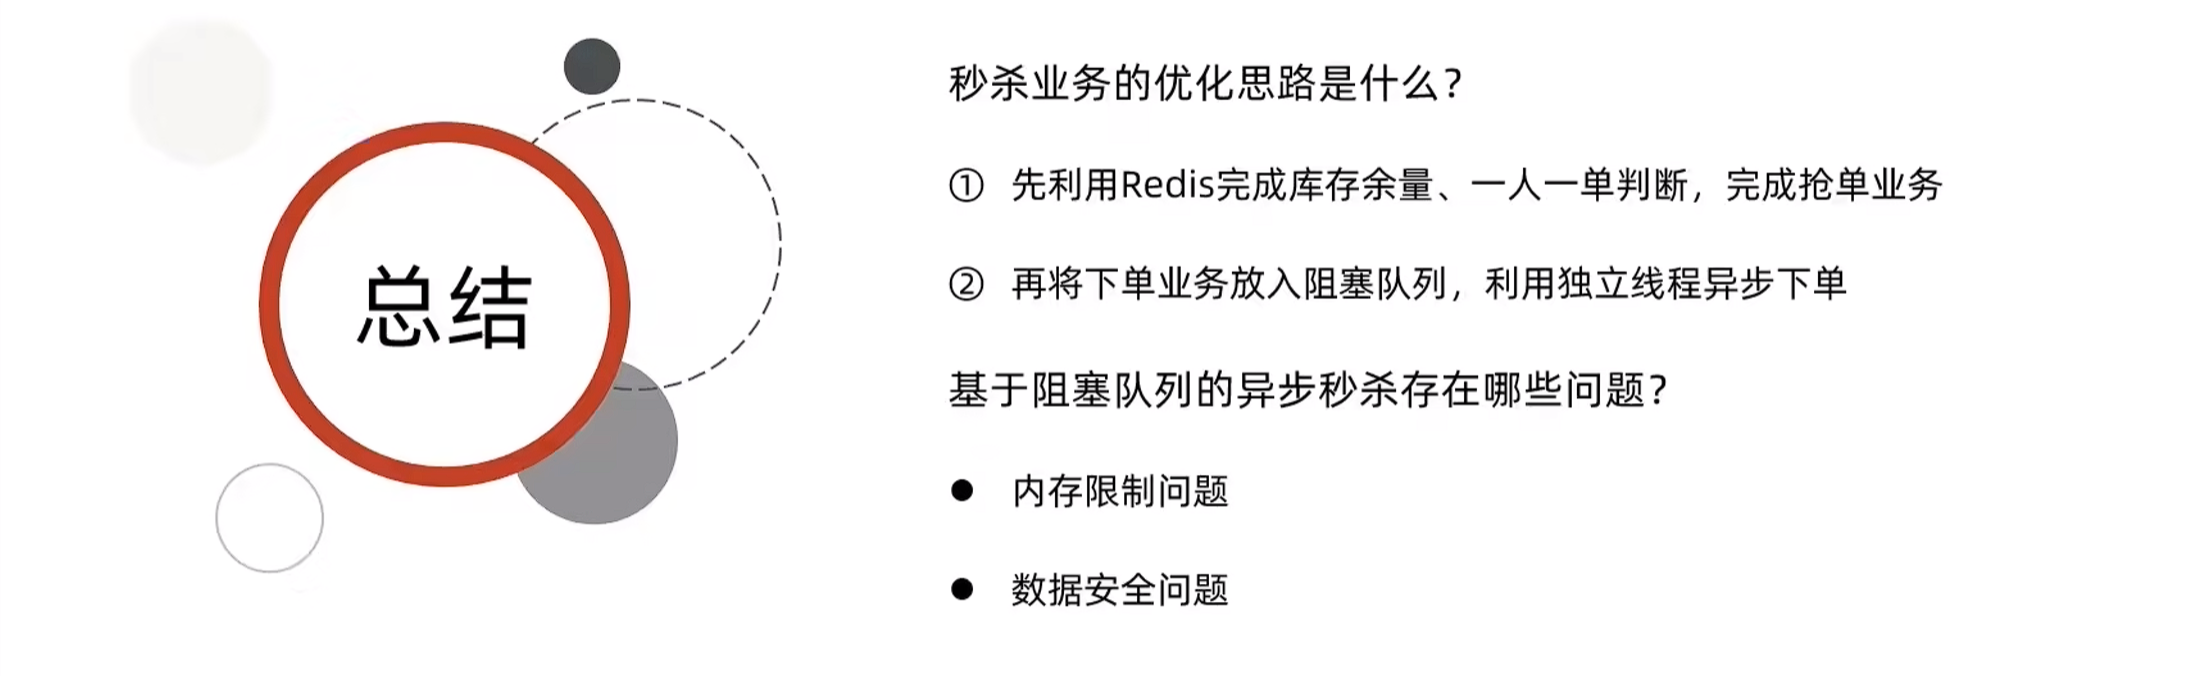 总结
秒杀业务的优化思路是什么？
① 先利用Redis完成库存余量、一人一单判断，完成抢单业务
② 再将下单业务放入阻塞队列，利用独立线程异步下单
基于阻塞队列的异步秒杀存在哪些问题？
● 内存限制问题
● 数据安全问题